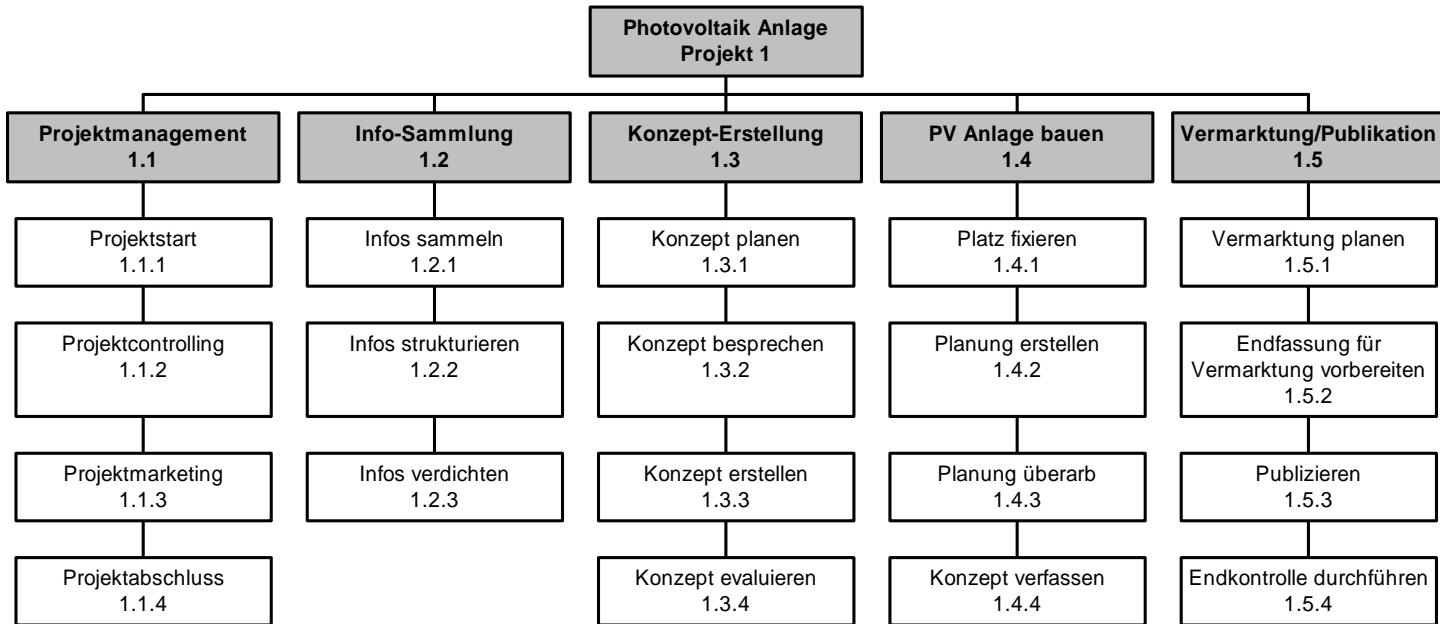 Photovoltaik Anlage
Projekt 1
Projektmanagement
1.1
Info-Sammlung
1.2
Konzept-Erstellung
1.3
PV Anlage bauen
1.4
Vermarktung/Publikation
1.5
Projektstart
1.1.1
Infos sammeln
1.2.1
Konzept planen
1.3.1
Platz fixieren
1.4.1
Vermarktung planen
1.5.1
Projektcontrolling
1.1.2
Infos strukturieren
1.2.2
Konzept besprechen
1.3.2
Planung erstellen
1.4.2
Endfassung für
Vermarktung vorbereiten
1.5.2
Projektmarketing
1.1.3
Infos verdichten
1.2.3
Konzept erstellen
1.3.3
Planung überarb
1.4.3
Publizieren
1.5.3
Projektabschluss
1.1.4
Konzept evaluieren
1.3.4
Konzept verfassen
1.4.4
Endkontrolle durchführen
1.5.4